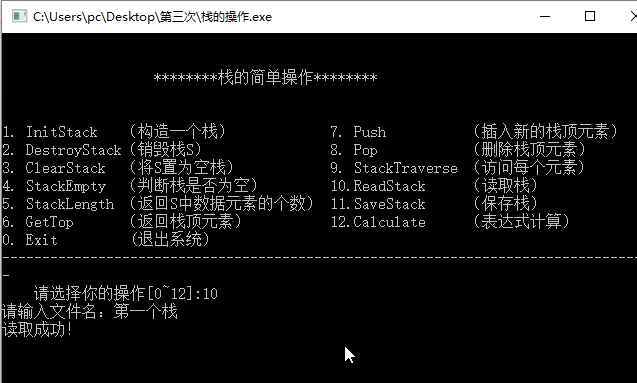 C:\Users\pc\Desktop\第三次\栈的操作.exe
********栈的简单操作********
1. InitStack (构造一个栈) 7. Push (插入新的栈顶元素)
2. DestroyStack (销毁栈S) 8. Pop (删除栈顶元素)
3. ClearStack (将S置为空栈) 9. StackTraverse (访问每个元素)
4. StackEmpty (判断栈是否为空) 10.ReadStack (读取栈)
5. StackLength (返回S中数据元素的个数) 11.SaveStack (保存栈)
6. GetTop (返回栈顶元素) 12.Calculate (表达式计算)
0. Exit (退出系统)
--------------------------------------------------------------------------------
-
请选择你的操作[0~12]:10
请输入文件名：第一个栈
读取成功!